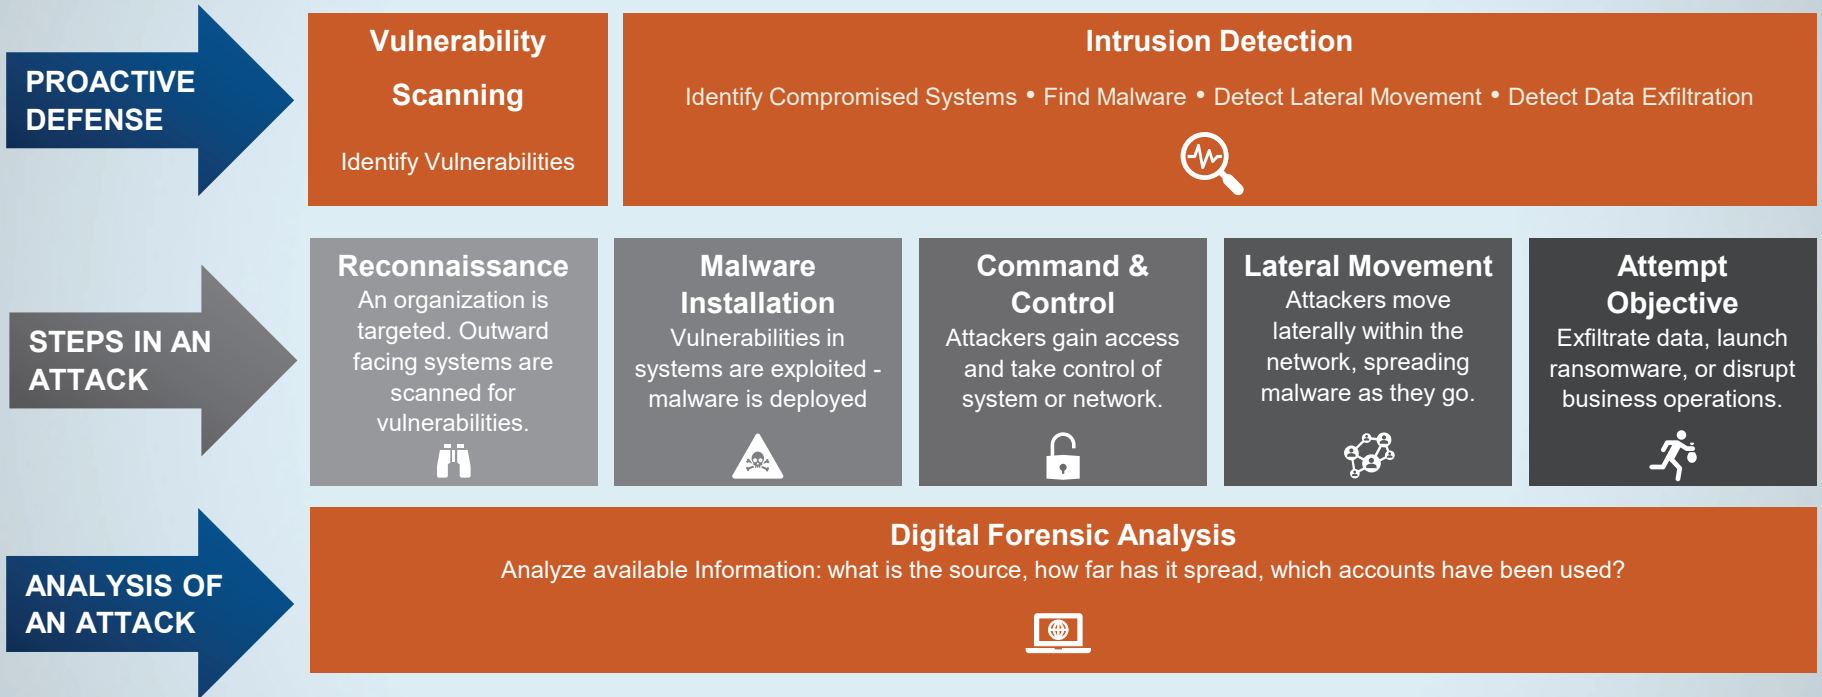 PROACTIVE
DEFENSE
Vulnerability
Scanning
Identify Vulnerabilities
Intrusion Detection
Identify Compromised Systems • Find Malware • Detect Lateral Movement • Detect Data Exfiltration
STEPS IN AN
ATTACK
Reconnaissance
An organization is
targeted. Outward
facing systems are
scanned for
vulnerabilities.
Malware
Installation
Vulnerabilities in
systems are exploited -
malware is deployed
Command &
Control
Attackers gain access
and take control of
system or network.
Lateral Movement
Attackers move
laterally within the
network, spreading
malware as they go.
Attempt
Objective
Exfiltrate data, launch
ransomware, or disrupt
business operations.
ANALYSIS OF
AN ATTACK
Digital Forensic Analysis
Analyze available Information: what is the source, how far has it spread, which accounts have been used?